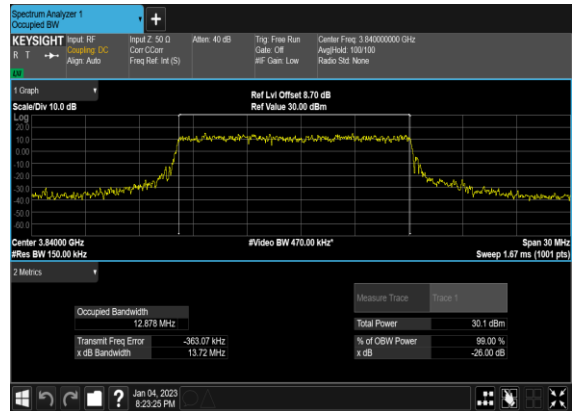 Spectrum Analyzer 1
Occupied BW
+
KEYSIGHT
R T
LW
Input: RF
Coupling: DC
Align: Auto
Input Z: 50 Ω
Corr CCorr
Freq Ref: Int (S)
Atten: 40 dB
Trig: Free Run
Gate: Off
#IF Gain: Low
Center Freq: 3.840000000 GHz
Avg|Hold: 100/100
Radio Std: None
1 Graph
Scale/Div 10.0 dB
Ref Lvl Offset 8.70 dB
Ref Value 30.00 dBm
Log
20.0
10.0
0.00
-10.0
-20.0
-30.0
-40.0
-50.0
-60.0
Center 3.84000 GHz
#Res BW 150.00 kHz
#Video BW 470.00 kHz*
Span 30 MHz
Sweep 1.67 ms (1001 pts)
2 Metrics
Measure Trace Trace 1
Occupied Bandwidth
12.878 MHz
Total Power 30.1 dBm
Transmit Freq Error -363.07 kHz
% of OBW Power 99.00 %
x dB Bandwidth 13.72 MHz
x dB -26.00 dB
?
Jan 04, 2023
8:23:25 PM